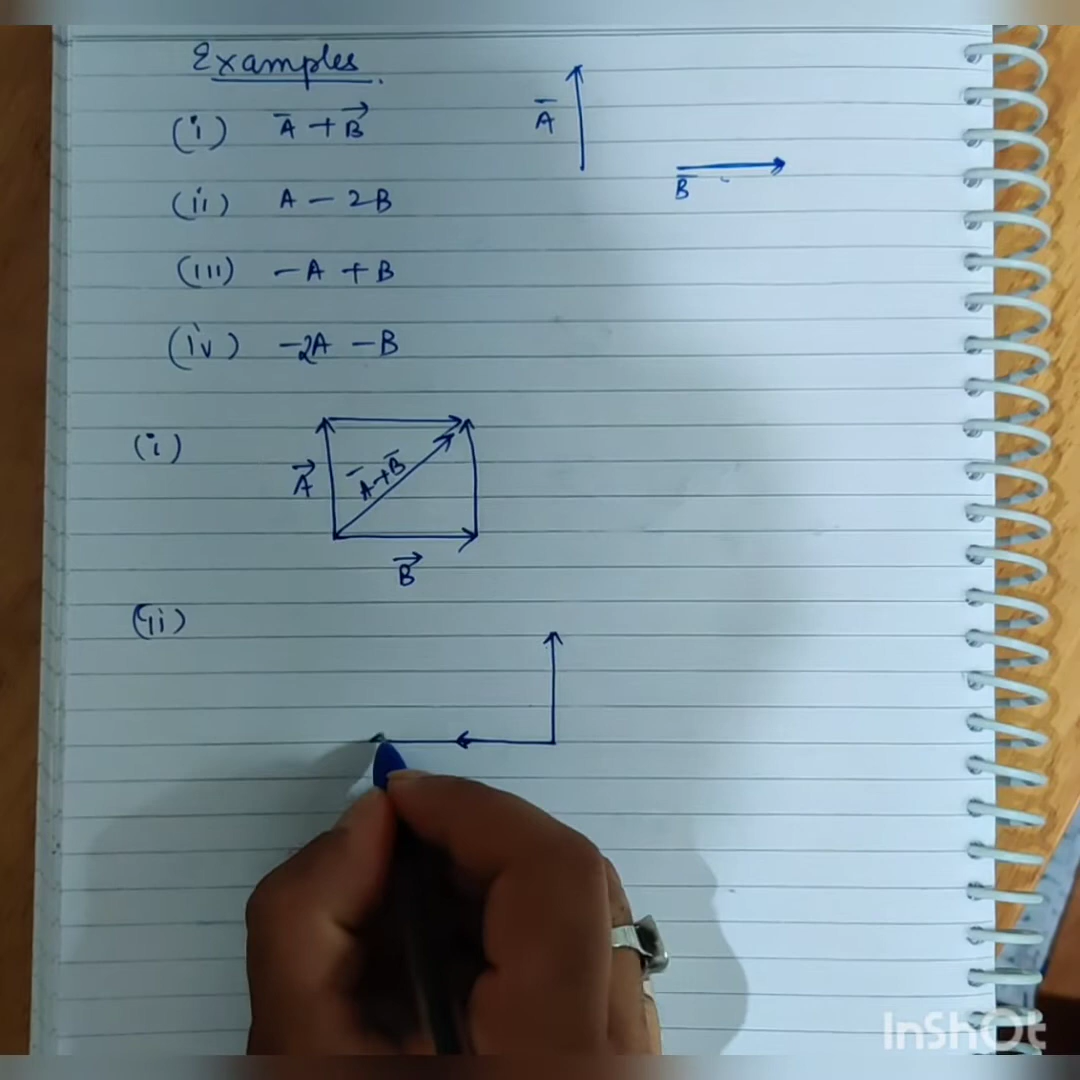 Examples.
(i) A̅ + B⃗
A̅
B̅
(ii) A − 2B
(iii) −A + B
(iv) −2A − B
(i)
A⃗
A̅+B̅
B⃗
(ii)
InShOt